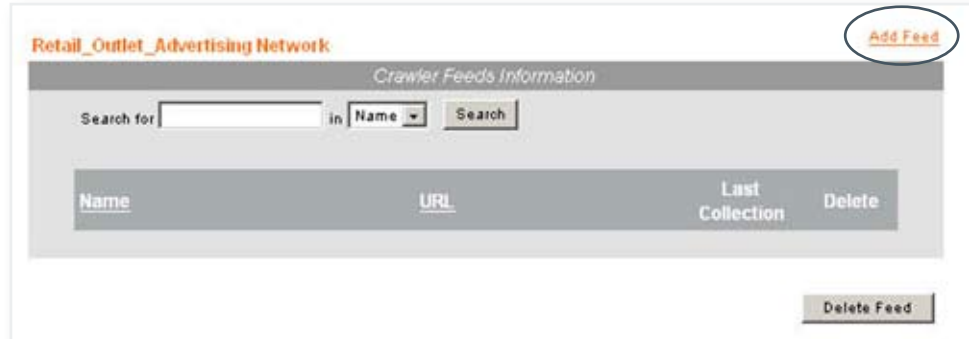 Retail_Outlet_Advertising Network
Add Feed
Crawler Feeds Information
Search for in Name Search
Name URL Last Collection Delete
Delete Feed